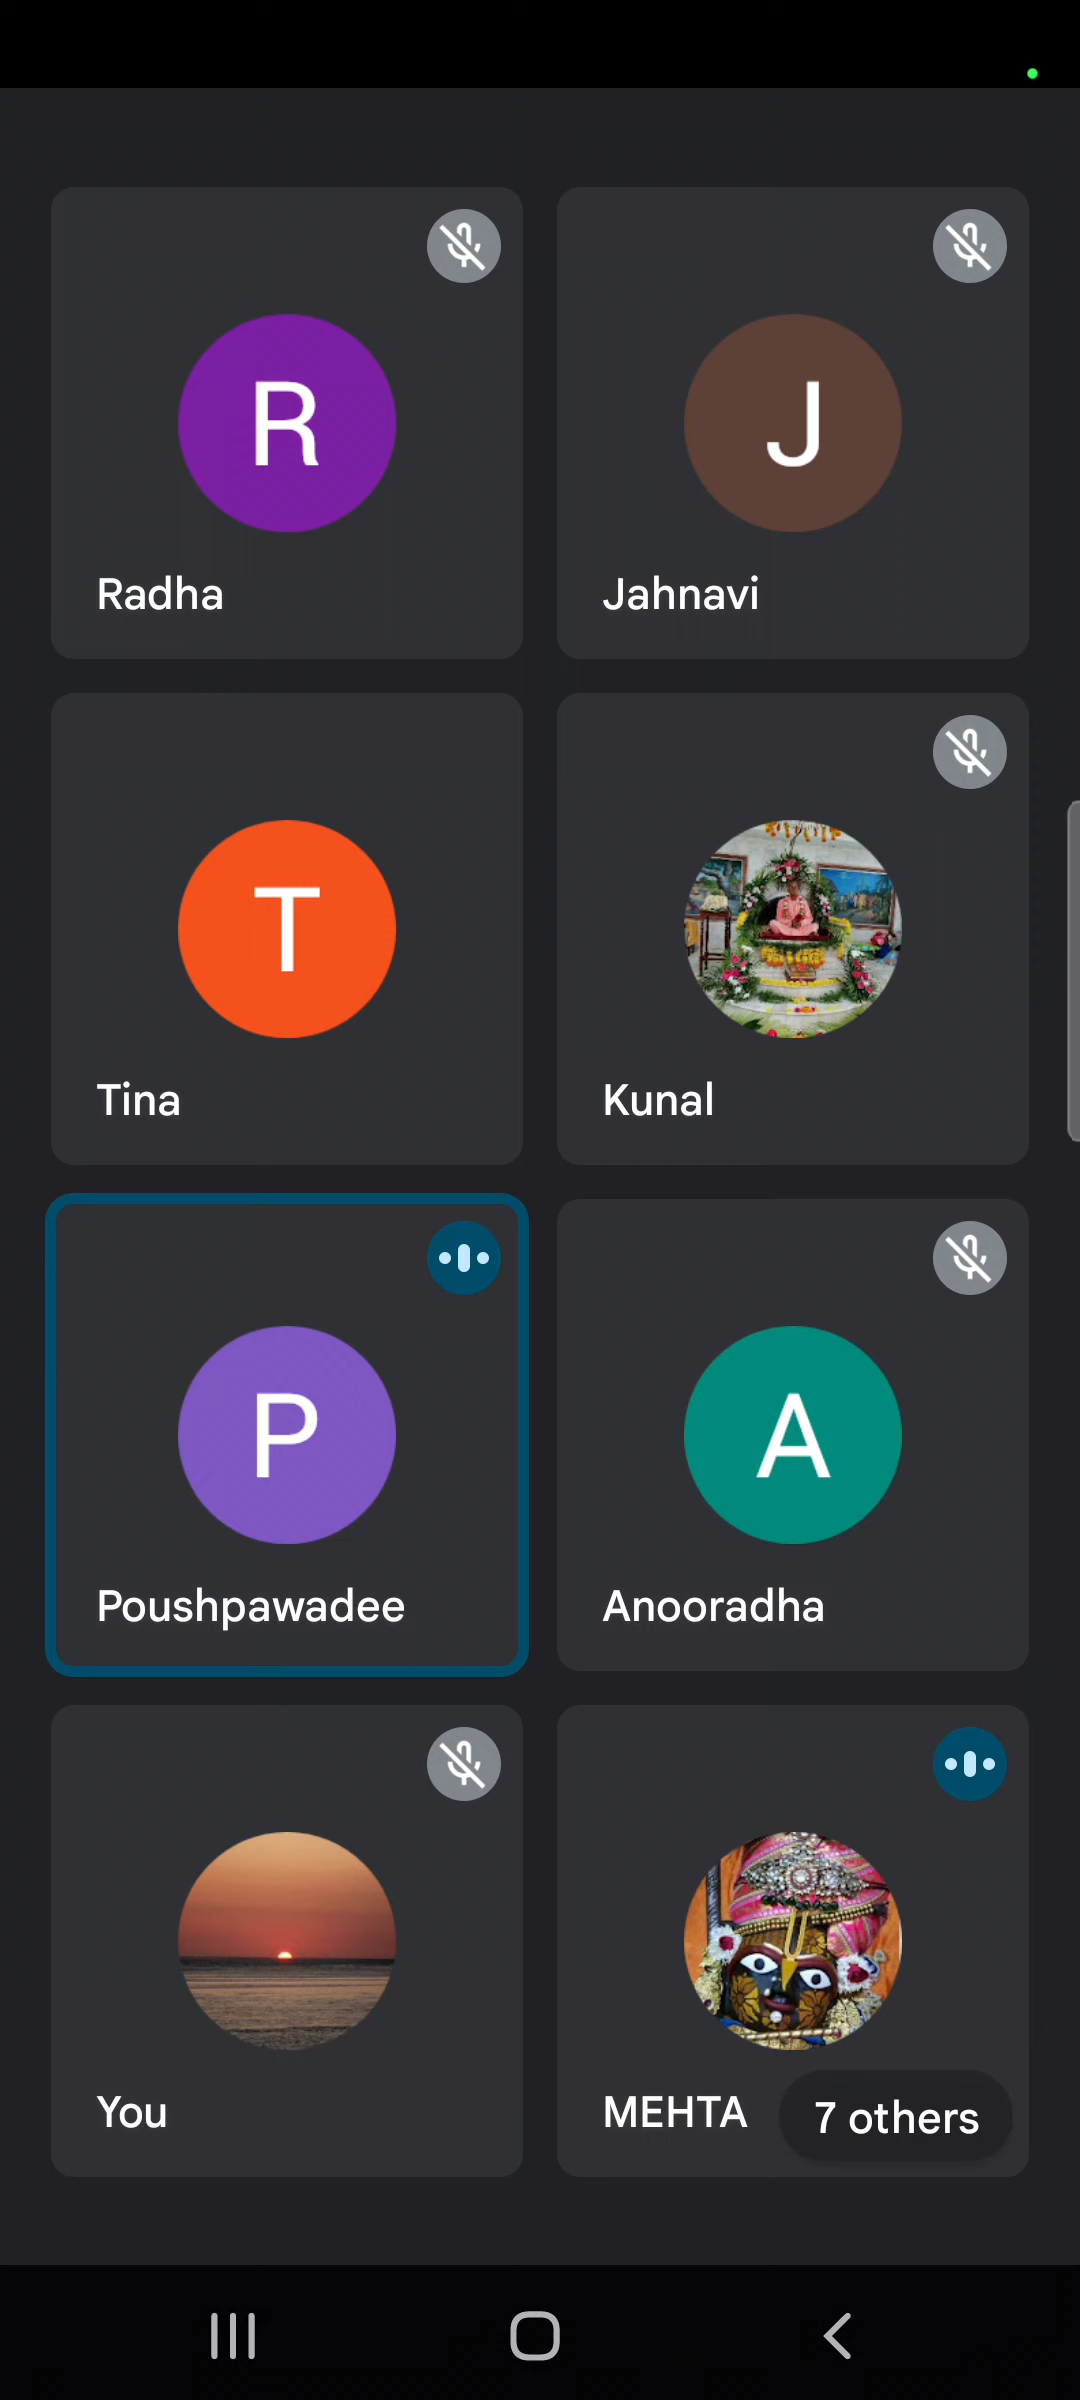 R
J
Radha
Jahnavi
T
Tina
Kunal
P
A
Poushpawadee
Anooradha
You
MEHTA
7 others